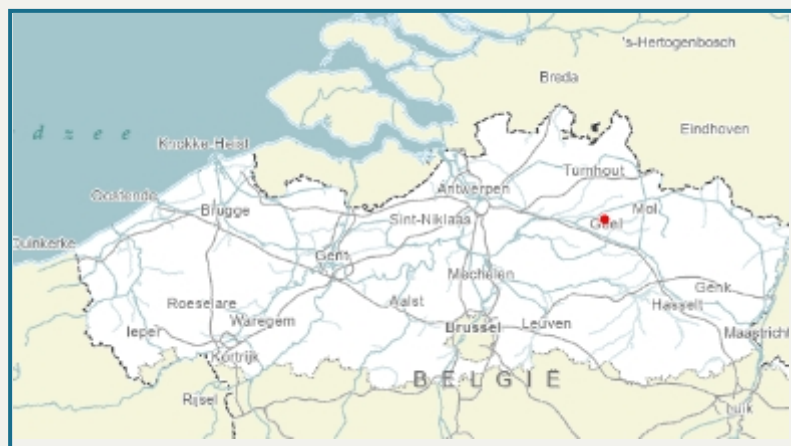 's-Hertogenbosch
Breda
d z e e
Eindhoven
Knokke-Heist
Turnhout
Oostende
Antwerpen
Mol
Brugge
Sint-Niklaas
Geel
Duinkerke
Gent
Mechelen
Genk
Roeselare
Aalst
Hasselt
Ieper
Waregem
Brussel
Leuven
Maastricht
Kortrijk
BELGIË
Rijsel
Luik